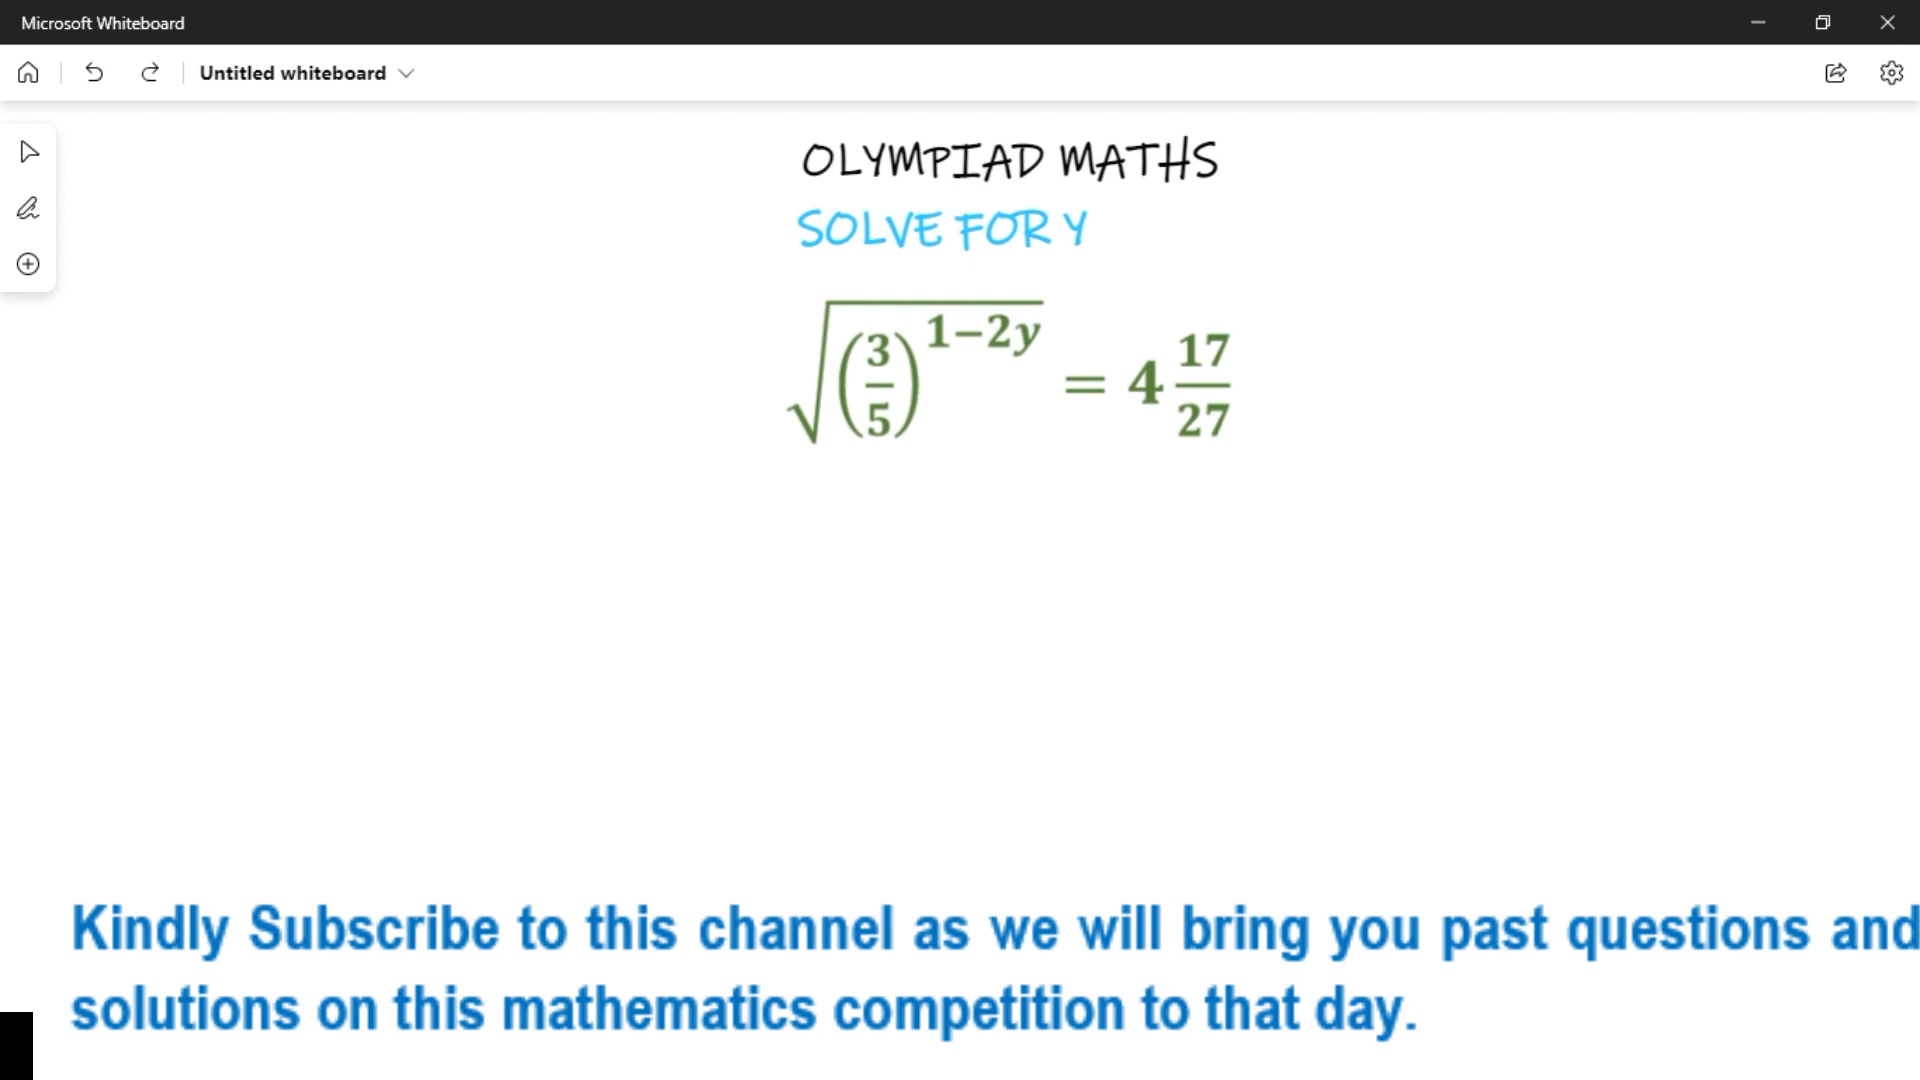 Microsoft Whiteboard
Untitled whiteboard
OLYMPIAD MATHS
SOLVE FOR Y
√(3/5)^1−2y = 4 17/27
Kindly Subscribe to this channel as we will bring you past questions and
solutions on this mathematics competition to that day.